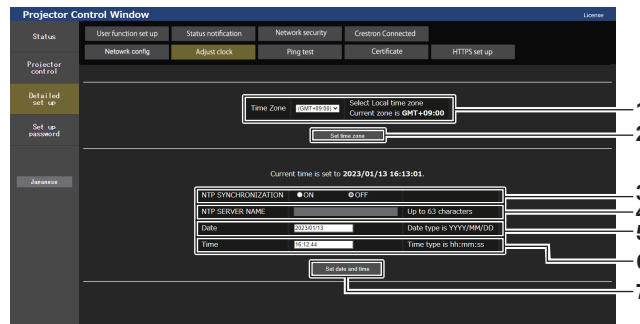 Projector Control Window
License
Status
User function set up
Status notification
Network security
Crestron Connected
Netowrk config
Adjust clock
Ping test
Certificate
HTTPS set up
Projector
control
Detailed
set up
Set up
password
Japanese
Time Zone
(GMT+09:00)
Select Local time zone
Current zone is GMT+09:00
1
Set time zone
2
Current time is set to 2023/01/13 16:13:01.
NTP SYNCHRONIZATION
ON
OFF
3
NTP SERVER NAME
Up to 63 characters
4
Date
2023/01/13
Date type is YYYY/MM/DD
5
Time
16:12:44
Time type is hh:mm:ss
6
Set date and time
7